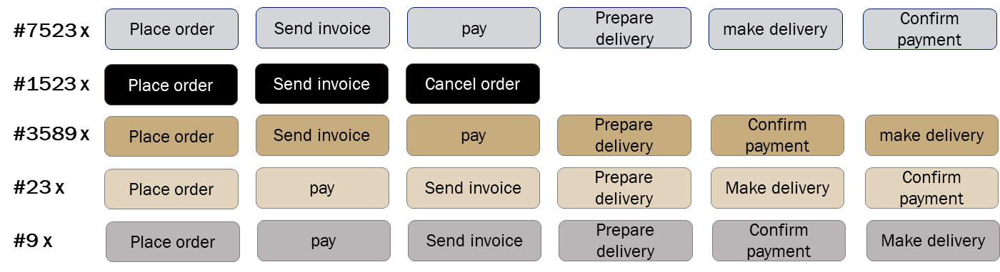 #7523 x Place order Send invoice pay Prepare delivery make delivery Confirm payment
#1523 x Place order Send invoice Cancel order
#3589 x Place order Send invoice pay Prepare delivery Confirm payment make delivery
#23 x Place order pay Send invoice Prepare delivery Make delivery Confirm payment
#9 x Place order pay Send invoice Prepare delivery Confirm payment Make delivery